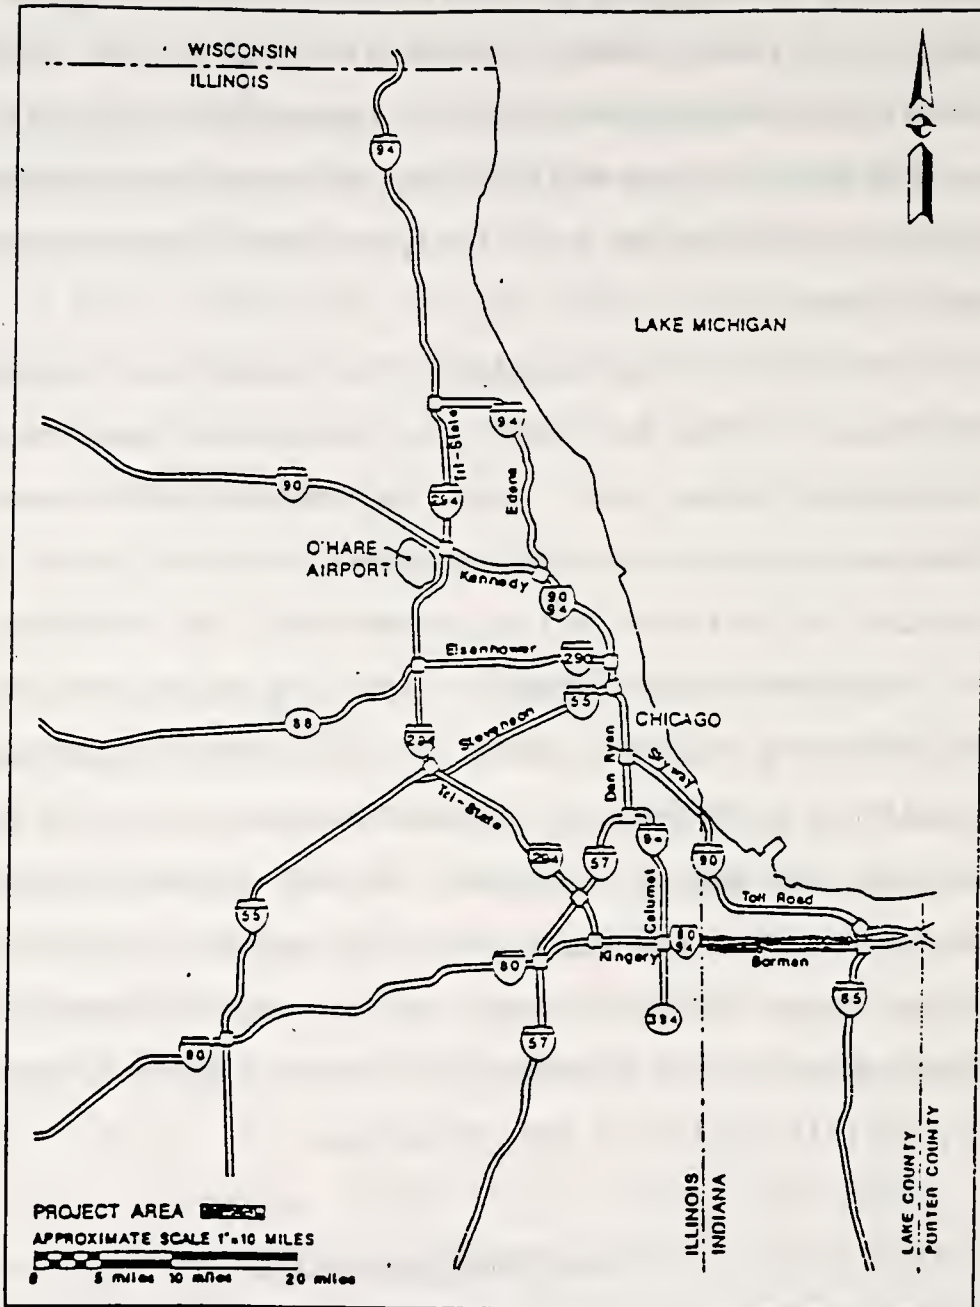 WISCONSIN
ILLINOIS
94
LAKE MICHIGAN
94
Tri-State
Edens
90
294
O'HARE
AIRPORT
Kennedy
90
94
Eisenhower
290
55
88
294
Stevenson
CHICAGO
Dan Ryan
Skyway
Tri-State
294
57
94
90
55
Calumet
Toll Road
80
Kingery
80
94
Borman
65
394
80
57
ILLINOIS
INDIANA
LAKE COUNTY
PORTER COUNTY
PROJECT AREA
APPROXIMATE SCALE 1"=10 MILES
0 5 miles 10 miles 20 miles